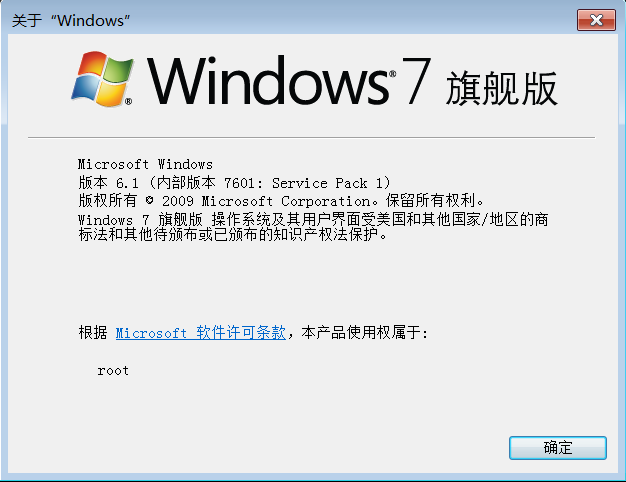 关于“Windows”
Windows® 7 旗舰版
Microsoft Windows
版本 6.1 (内部版本 7601: Service Pack 1)
版权所有 © 2009 Microsoft Corporation。保留所有权利。
Windows 7 旗舰版 操作系统及其用户界面受美国和其他国家/地区的商
标法和其他待颁布或已颁布的知识产权法保护。
根据 Microsoft 软件许可条款，本产品使用权属于:
root
确定